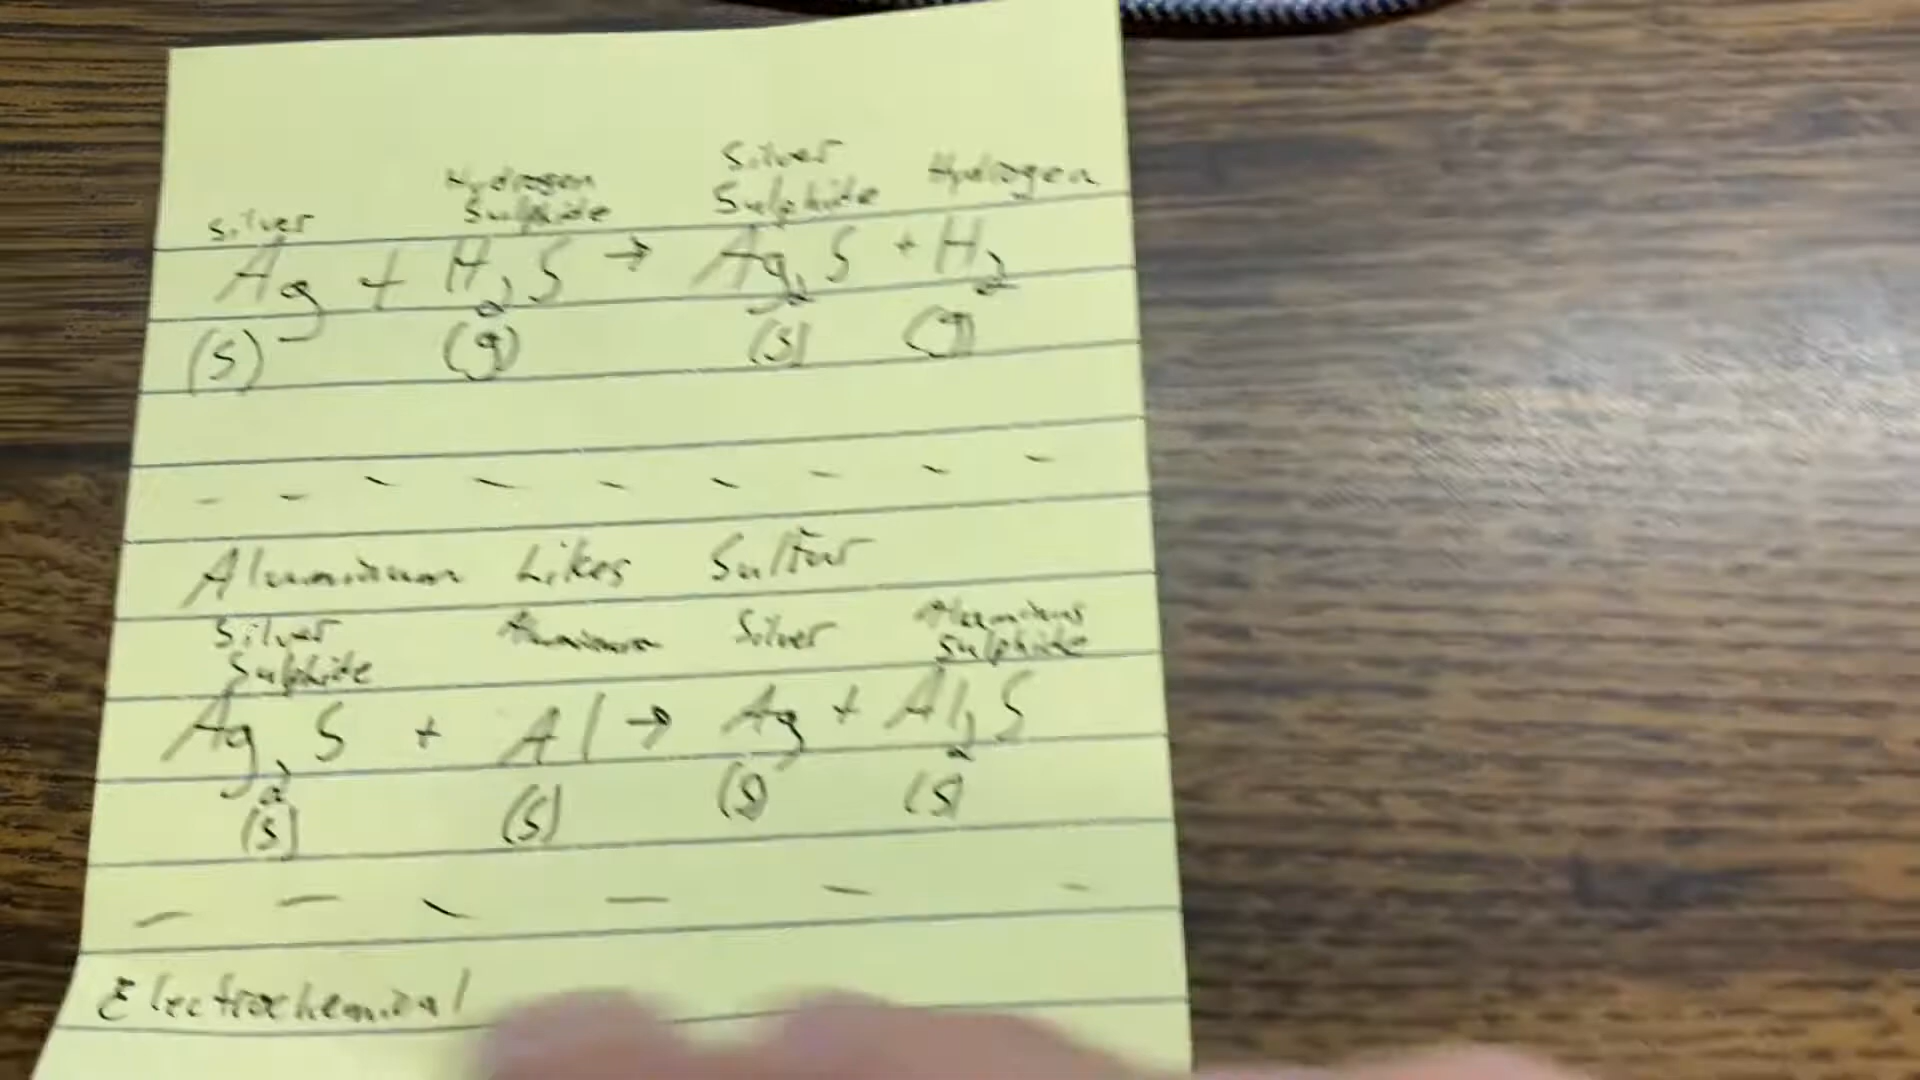 Silver Hydrogen Sulphide Silver Sulphide Hydrogen
Ag + H₂S → Ag₂S + H₂
(s) (g) (s) (g)
- - - - - - - - -
Aluminum Likes Sulfur
Silver Sulphide Aluminum Silver Aluminum Sulphide
Ag₂S + Al → Ag + Al₂S
(s) (s) (s) (s)
- - - - - -
Electrochemical